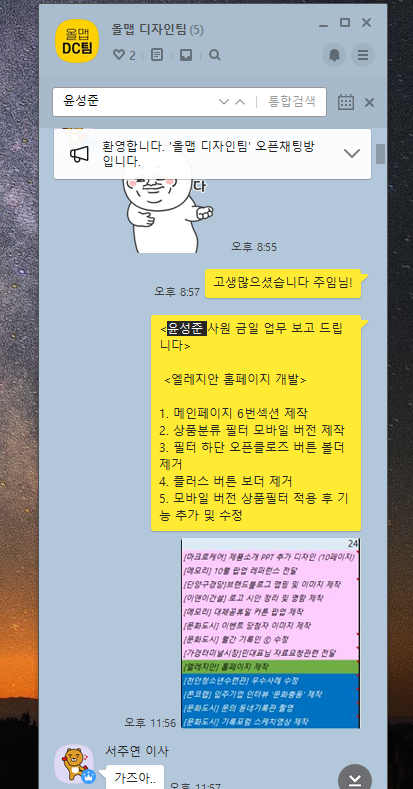 올맵
DC팀
올맵 디자인팀 (5)
2
윤성준
통합검색
환영합니다. '올맵 디자인팀' 오픈채팅방
입니다.
다
오후 8:55
고생많으셨습니다 주임님!
오후 8:57
<윤성준 사원 금일 업무 보고 드립
니다>
<엘레지안 홈페이지 개발>
1. 메인페이지 6번섹션 제작
2. 상품분류 필터 모바일 버전 제작
3. 필터 하단 오픈클로즈 버튼 볼더
제거
4. 플러스 버튼 보더 제거
5. 모바일 버전 상품필터 적용 후 기
능 추가 및 수정
24
[마크로케어] 제품소개 PPT 추가 디자인 (10페이지)
[메모리] 10월 팝업 레퍼런스 전달
[단양구경당]브랜드블로그 맵핑 및 이미지 제작
[이앤이건설] 로고 시안 정리 및 명함 제작
[메모리] 대체공휴일 커튼 팝업 제작
[문화도시] 이벤트 당첨자 이미지 제작
[문화도시] 월간 기록인 수정
[가경터미널시장]민대표님 자료요청관련 전달
[엘레지안] 홈페이지 제작
[천안청소년수련관] 우수사례 수정
[콘코랩] 입주기업 인터뷰 '문화충동' 제작
[문화도시] 문의 동네기록관 촬영
[문화도시] 기록포럼 스케치영상 제작
오후 11:56
서주연 이사
가즈아..
오후 11:57